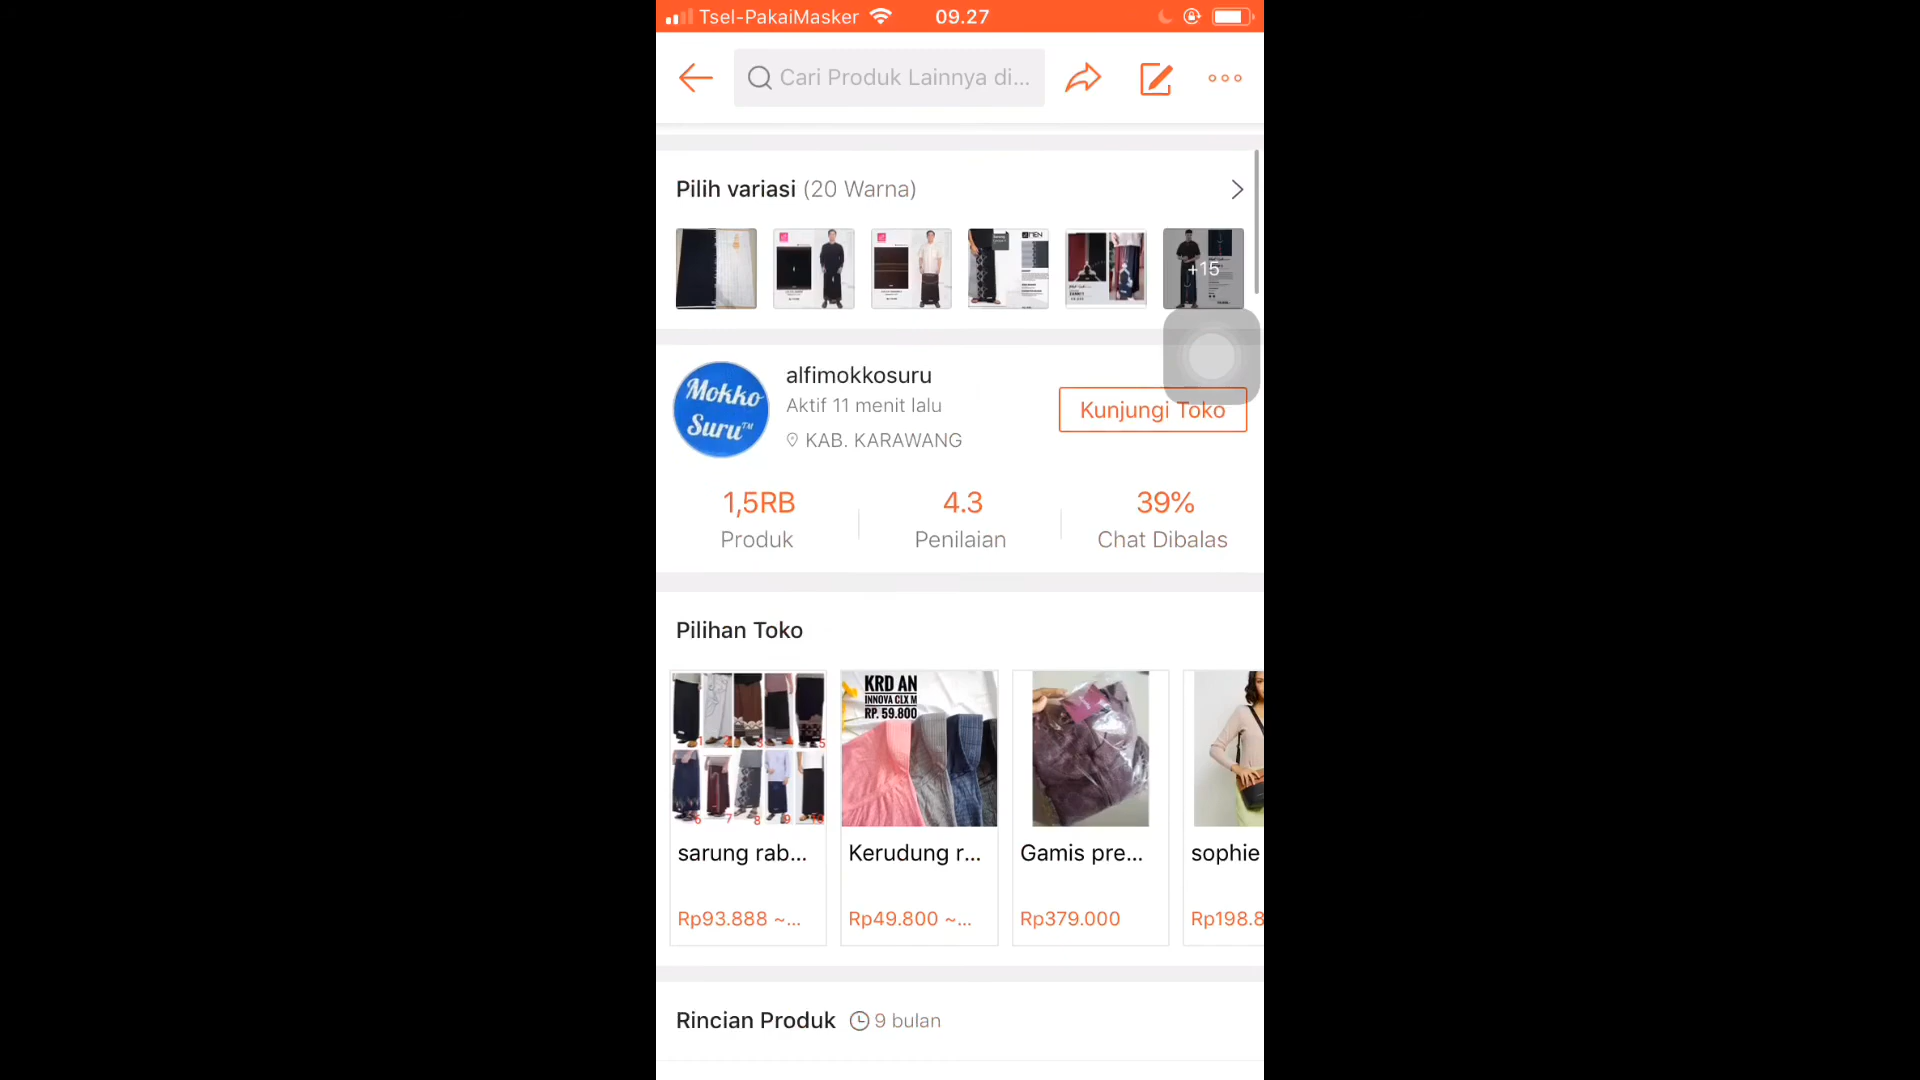 Tsel-PakaiMasker 09.27
Cari Produk Lainnya di...
Pilih variasi (20 Warna)
+15
Mokko
Suru™
alfimokkosuru
Aktif 11 menit lalu
KAB. KARAWANG
Kunjungi Toko
1,5RB 4.3 39%
Produk Penilaian Chat Dibalas
Pilihan Toko
KRD AN
INNOVA CLX M
RP. 59.800
sarung rab... Kerudung r... Gamis pre... sophie
Rp93.888 ~... Rp49.800 ~... Rp379.000 Rp198.8
Rincian Produk 9 bulan